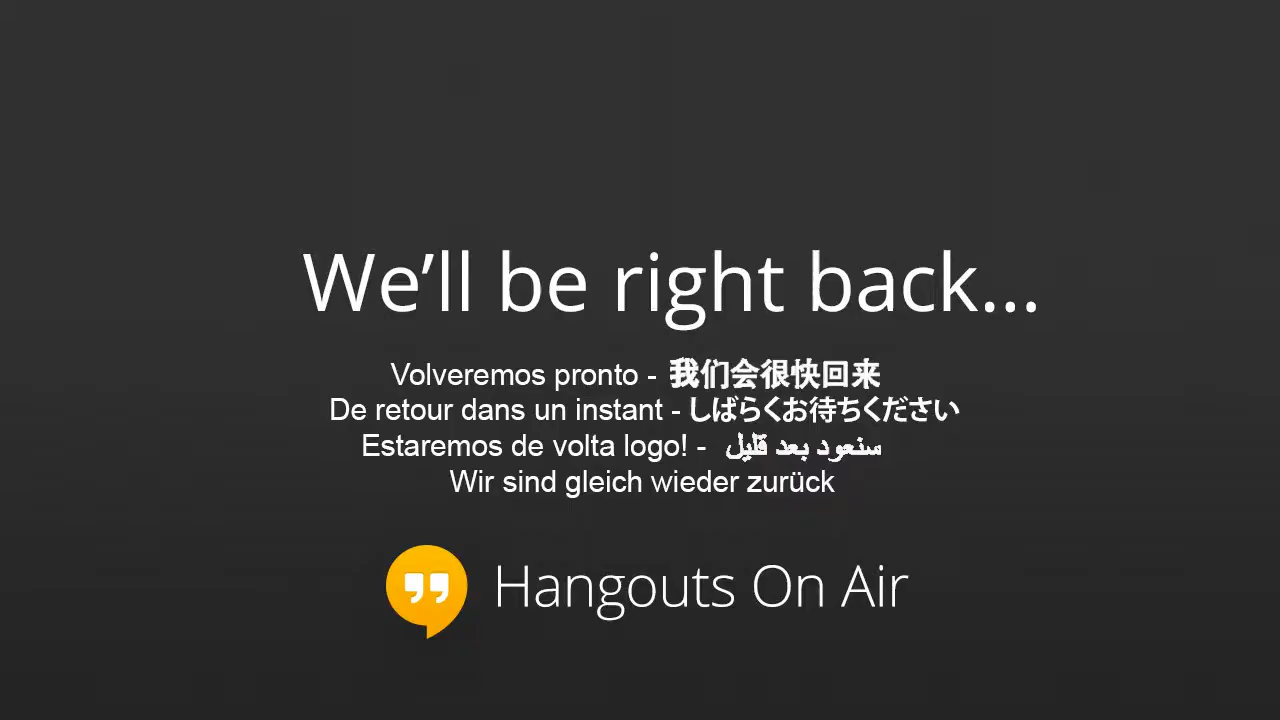 We’ll be right back...
Volveremos pronto - 我们会很快回来
De retour dans un instant - しばらくお待ちください
Estaremos de volta logo! - سنعود بعد قليل
Wir sind gleich wieder zurück
Hangouts On Air